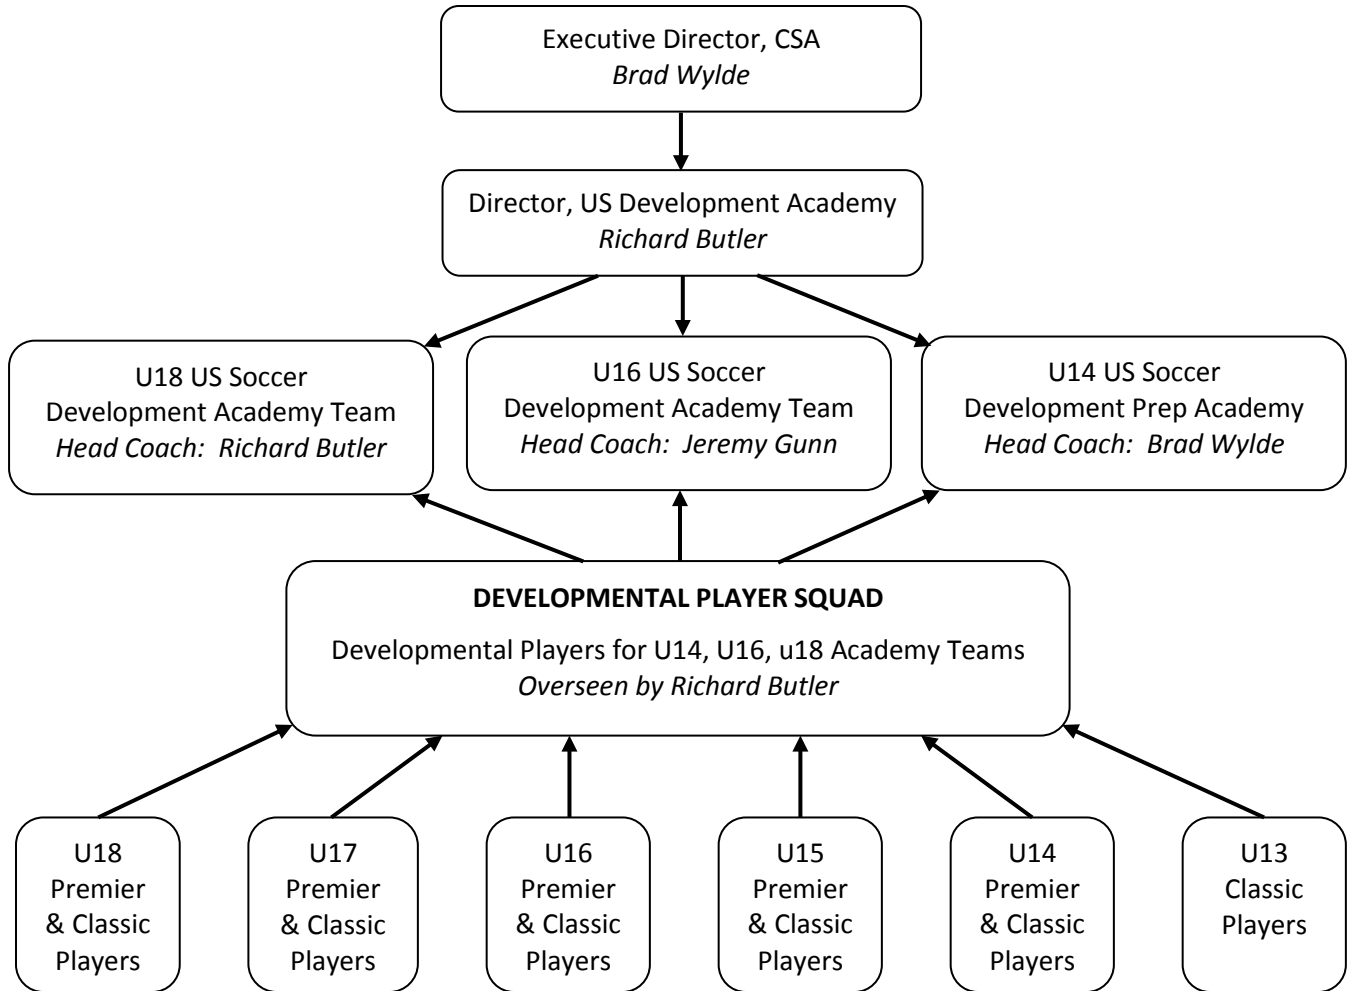 Executive Director, CSA
Brad Wylde
Director, US Development Academy
Richard Butler
U18 US Soccer
Development Academy Team
Head Coach: Richard Butler
U16 US Soccer
Development Academy Team
Head Coach: Jeremy Gunn
U14 US Soccer
Development Prep Academy
Head Coach: Brad Wylde
DEVELOPMENTAL PLAYER SQUAD
Developmental Players for U14, U16, u18 Academy Teams
Overseen by Richard Butler
U18
Premier
& Classic
Players
U17
Premier
& Classic
Players
U16
Premier
& Classic
Players
U15
Premier
& Classic
Players
U14
Premier
& Classic
Players
U13
Classic
Players